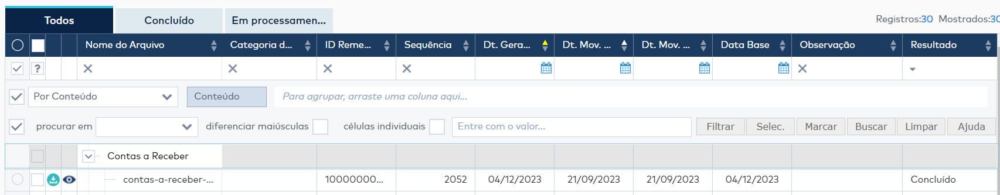 Todos Concluído Em processamen...
Registros:30 Mostrados:30
Nome do Arquivo Categoria d... ID Reme... Sequência Dt. Gera... Dt. Mov. ... Dt. Mov. ... Data Base Observação Resultado
?
Por Conteúdo Conteúdo Para agrupar, arraste uma coluna aqui...
procurar em diferenciar maiúsculas células individuais Entre com o valor... Filtrar Selec. Marcar Buscar Limpar Ajuda
Contas a Receber
contas-a-receber-... 10000000... 2052 04/12/2023 21/09/2023 21/09/2023 04/12/2023 Concluído